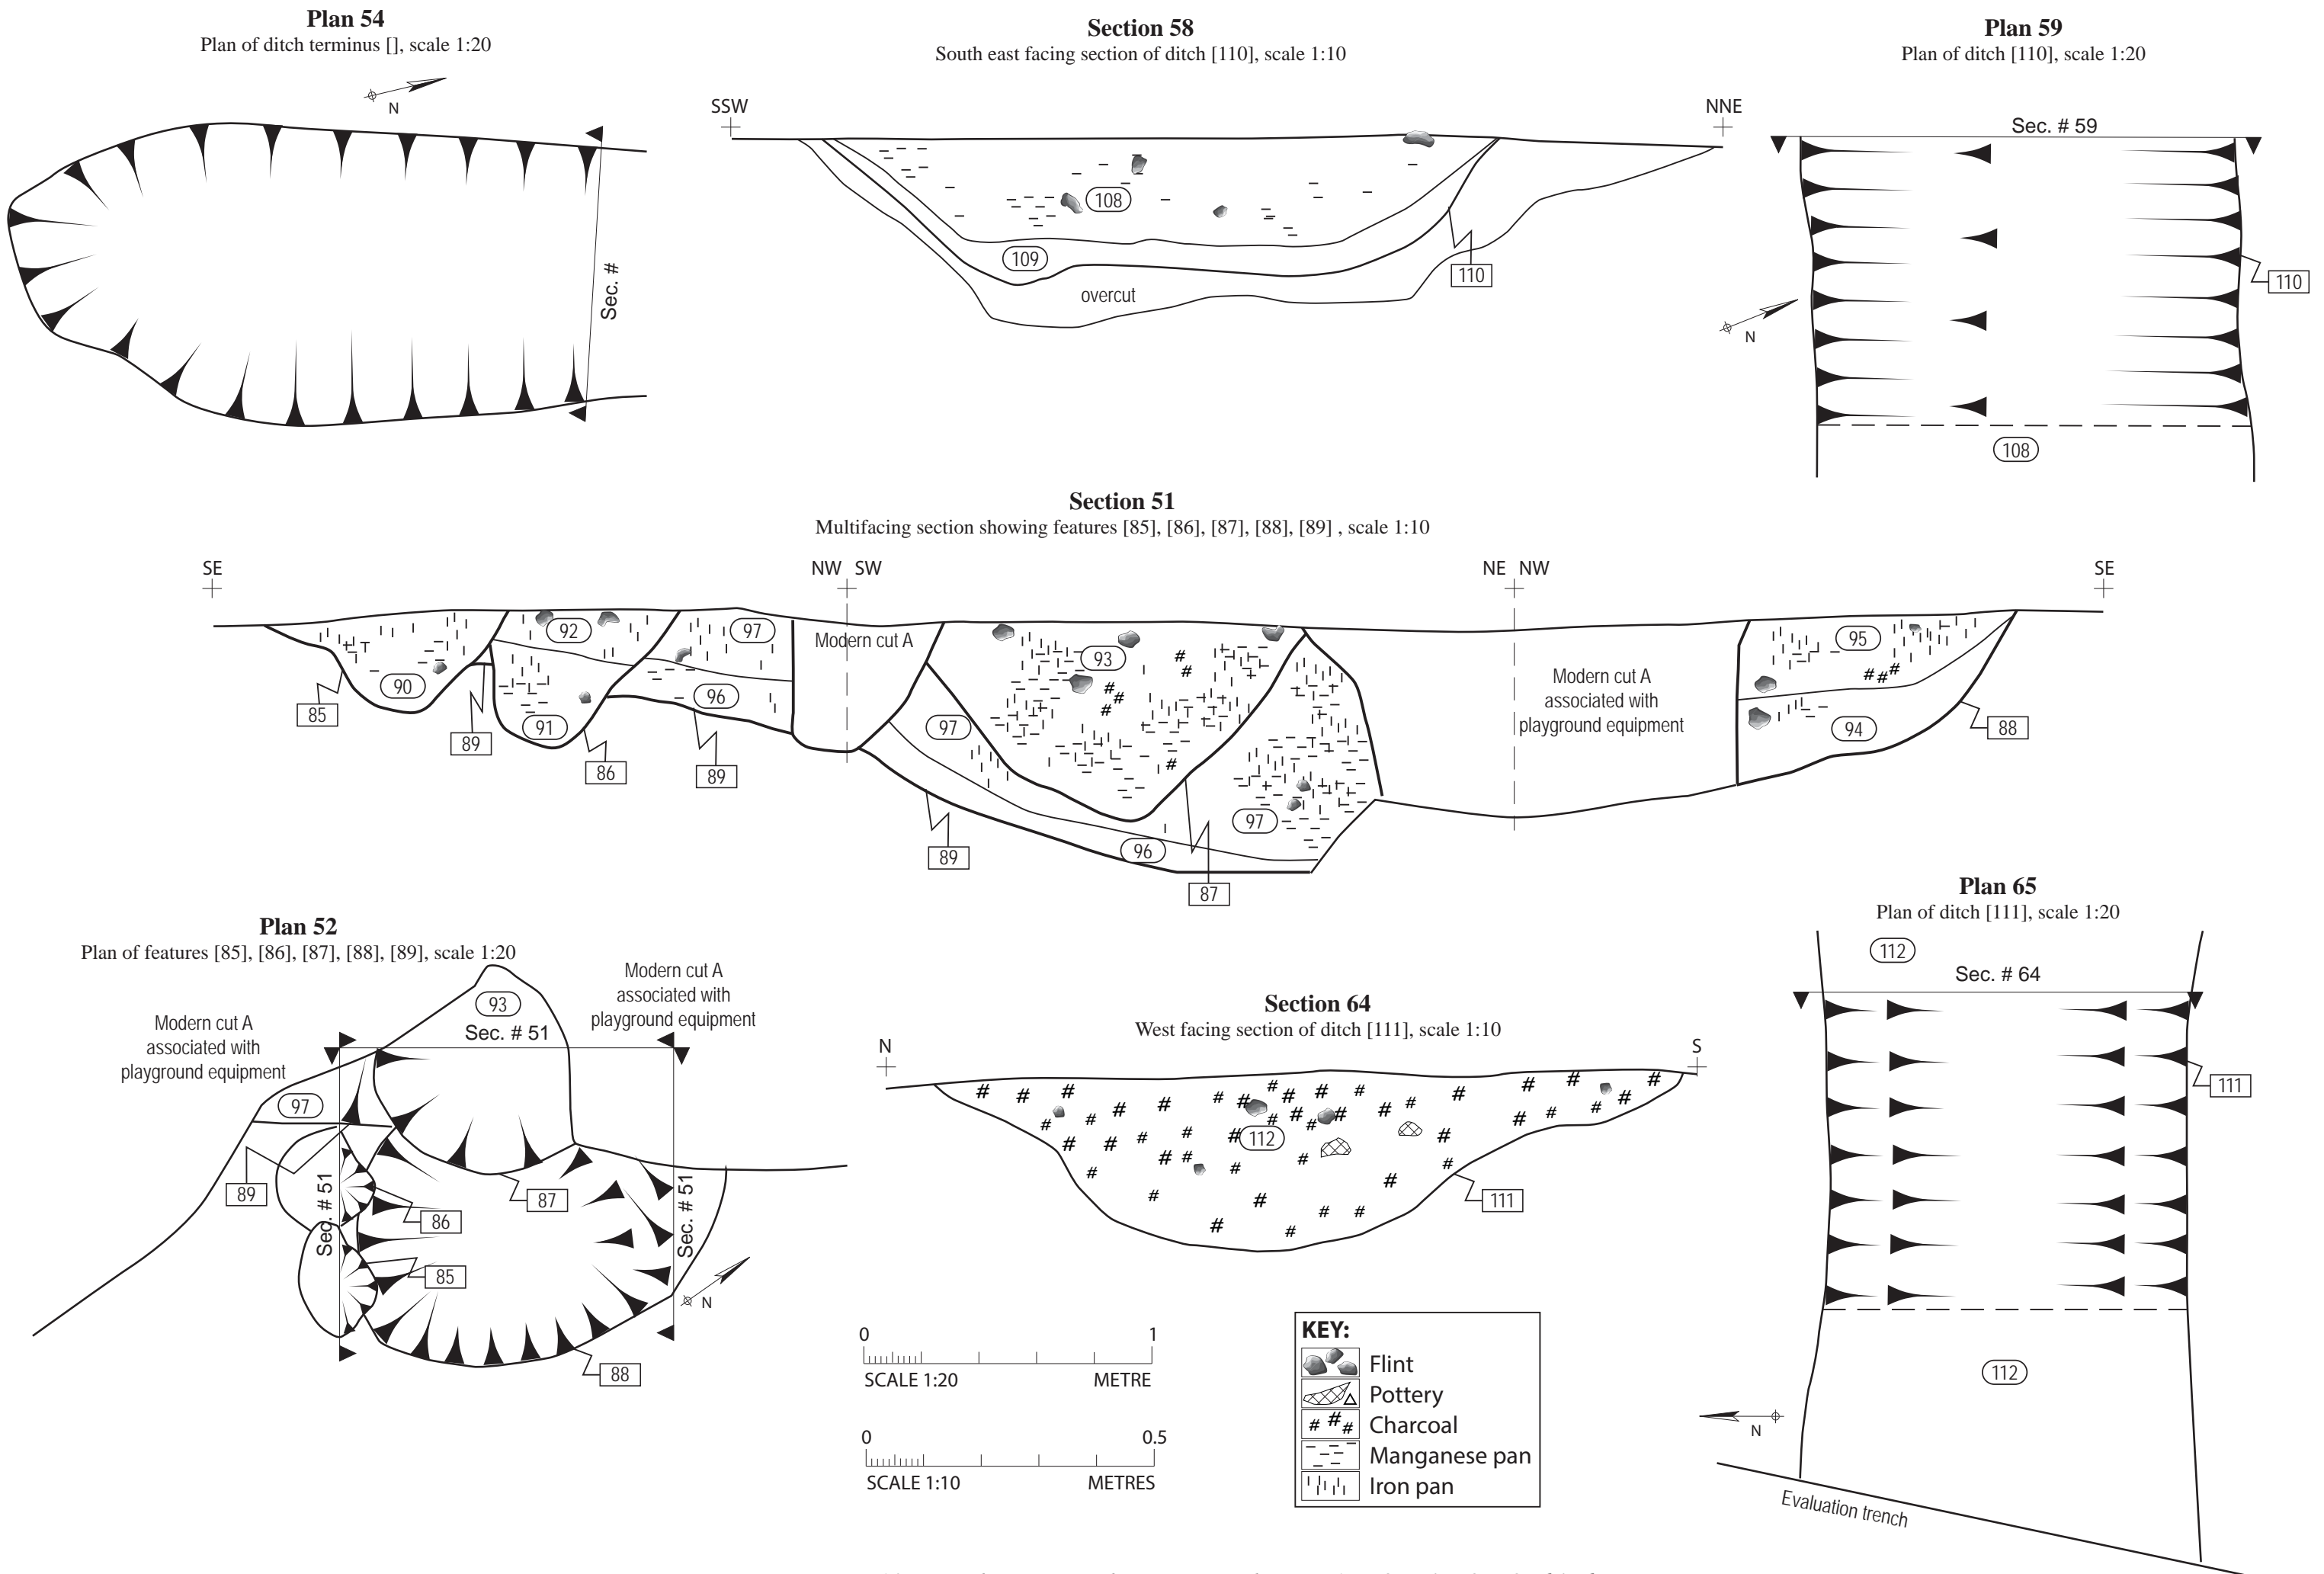 Plan 54
Plan of ditch terminus [], scale 1:20
N
Sec. #
Section 58
South east facing section of ditch [110], scale 1:10
SSW
NNE
108
109
110
overcut
Plan 59
Plan of ditch [110], scale 1:20
Sec. # 59
110
N
108
Section 51
Multifacing section showing features [85], [86], [87], [88], [89] , scale 1:10
SE
NW SW
NE NW
SE
92
97
Modern cut A
93
95
90
96
91
97
Modern cut A
associated with
playground equipment
94
88
85
89
86
89
97
96
89
87
Plan 52
Plan of features [85], [86], [87], [88], [89], scale 1:20
Modern cut A
associated with
playground equipment
93
Sec. # 51
Modern cut A
associated with
playground equipment
97
89
Sec. # 51
87
86
85
Sec. # 51
N
88
Section 64
West facing section of ditch [111], scale 1:10
N
S
112
111
Plan 65
Plan of ditch [111], scale 1:20
112
Sec. # 64
111
112
N
Evaluation trench
0 1
SCALE 1:20 METRE
0 0.5
SCALE 1:10 METRES
KEY:
Flint
Pottery
Charcoal
Manganese pan
Iron pan